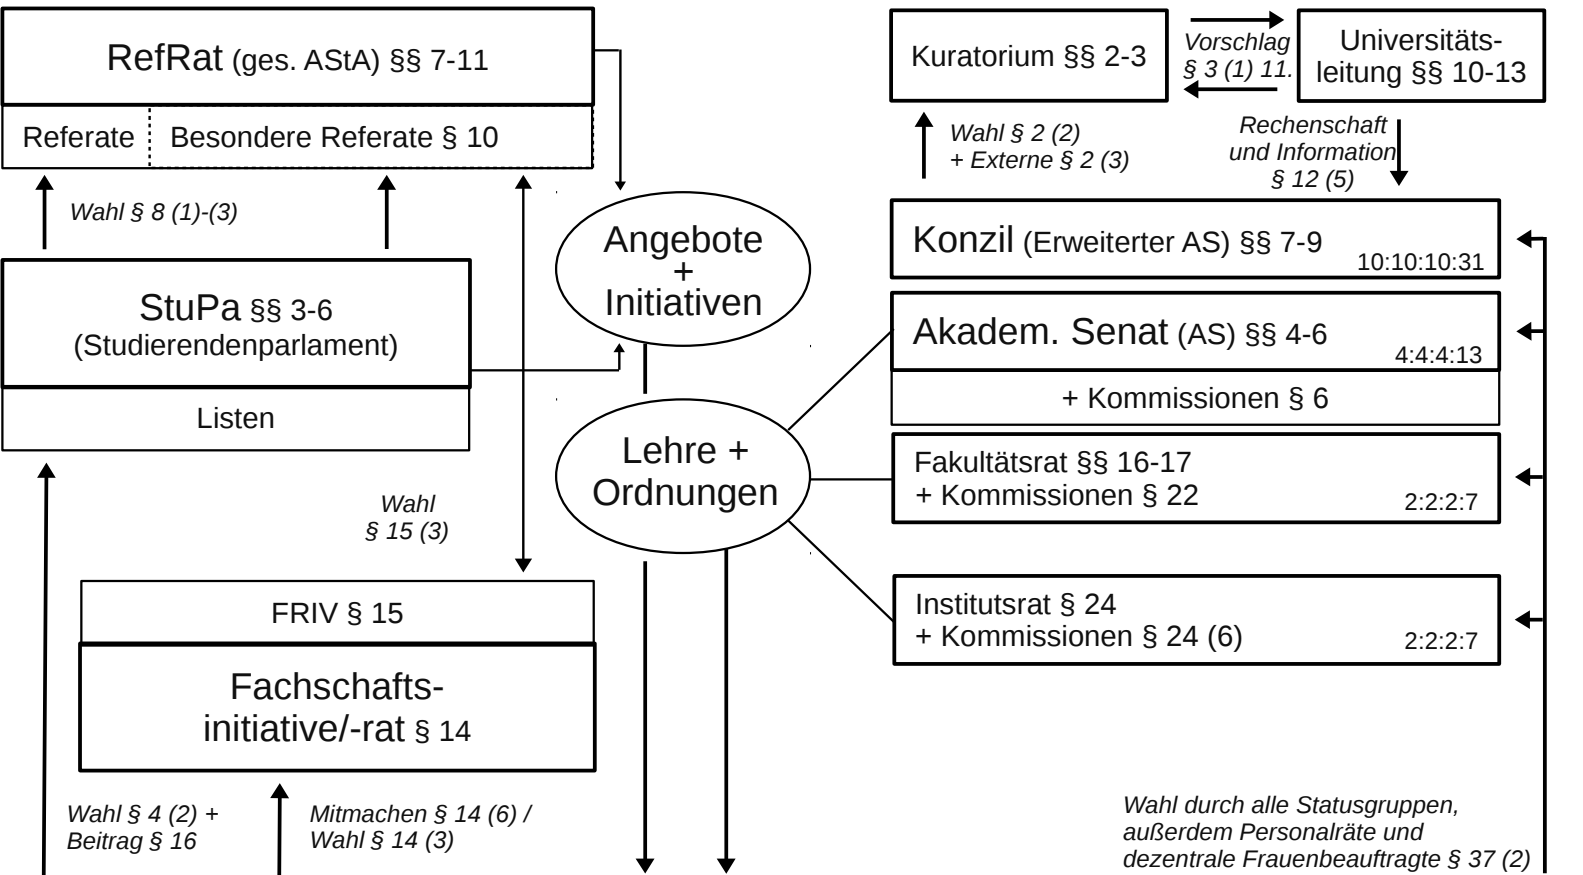 RefRat (ges. AStA) §§ 7-11
Referate
Besondere Referate § 10
Wahl § 8 (1)-(3)
StuPa §§ 3-6
(Studierendenparlament)
Listen
Wahl
§ 15 (3)
FRIV § 15
Fachschafts-
initiative/-rat § 14
Wahl § 4 (2) +
Beitrag § 16
Mitmachen § 14 (6) /
Wahl § 14 (3)
Angebote
+
Initiativen
Lehre +
Ordnungen
Kuratorium §§ 2-3
Vorschlag
§ 3 (1) 11.
Universitäts-
leitung §§ 10-13
Wahl § 2 (2)
+ Externe § 2 (3)
Rechenschaft
und Information
§ 12 (5)
Konzil (Erweiterter AS) §§ 7-9
10:10:10:31
Akadem. Senat (AS) §§ 4-6
4:4:4:13
+ Kommissionen § 6
Fakultätsrat §§ 16-17
+ Kommissionen § 22
2:2:2:7
Institutsrat § 24
+ Kommissionen § 24 (6)
2:2:2:7
Wahl durch alle Statusgruppen,
außerdem Personalräte und
dezentrale Frauenbeauftragte § 37 (2)